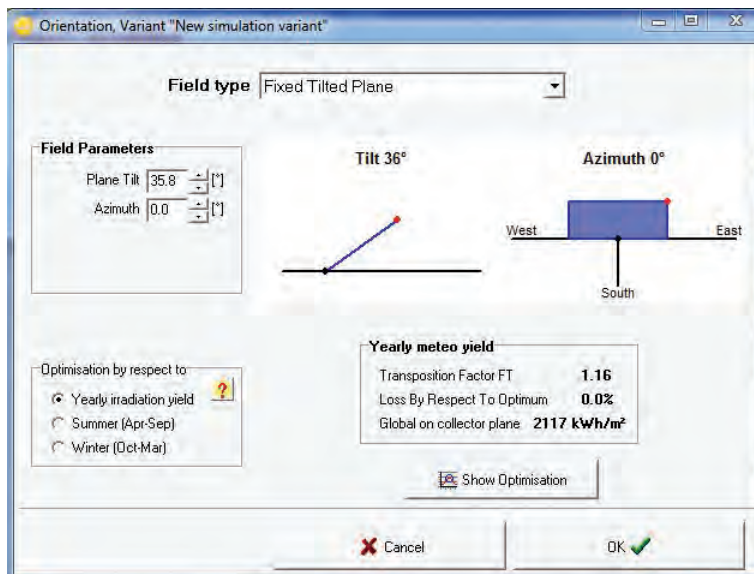 Orientation, Variant "New simulation variant"
Field type Fixed Tilted Plane
Field Parameters
Plane Tilt 35.8 [°]
Azimuth 0.0 [°]
Tilt 36°
Azimuth 0°
West East
South
Optimisation by respect to
Yearly irradiation yield ?
Summer (Apr-Sep)
Winter (Oct-Mar)
Yearly meteo yield
Transposition Factor FT 1.16
Loss By Respect To Optimum 0.0%
Global on collector plane 2117 kWh/m²
Show Optimisation
Cancel OK